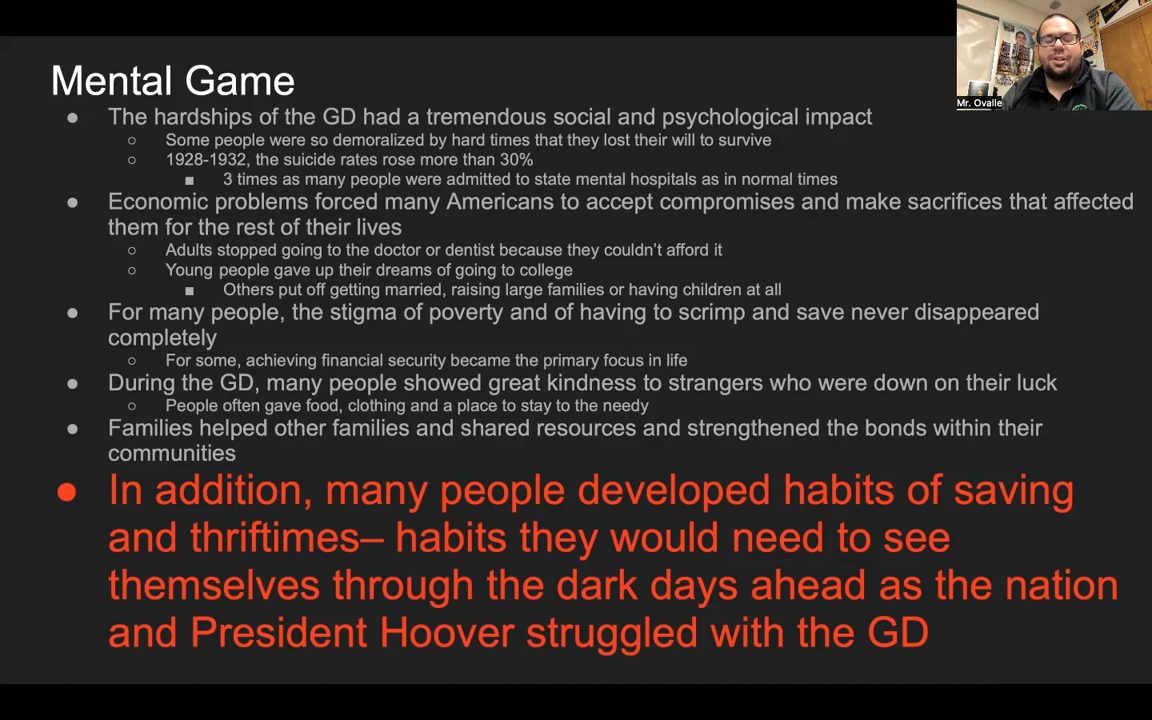 Mental Game
● The hardships of the GD had a tremendous social and psychological impact
○ Some people were so demoralized by hard times that they lost their will to survive
○ 1928-1932, the suicide rates rose more than 30%
■ 3 times as many people were admitted to state mental hospitals as in normal times
● Economic problems forced many Americans to accept compromises and make sacrifices that affected
them for the rest of their lives
○ Adults stopped going to the doctor or dentist because they couldn't afford it
○ Young people gave up their dreams of going to college
■ Others put off getting married, raising large families or having children at all
● For many people, the stigma of poverty and of having to scrimp and save never disappeared
completely
○ For some, achieving financial security became the primary focus in life
● During the GD, many people showed great kindness to strangers who were down on their luck
○ People often gave food, clothing and a place to stay to the needy
● Families helped other families and shared resources and strengthened the bonds within their
communities
● In addition, many people developed habits of saving
and thriftimes– habits they would need to see
themselves through the dark days ahead as the nation
and President Hoover struggled with the GD
Mr. Ovalle